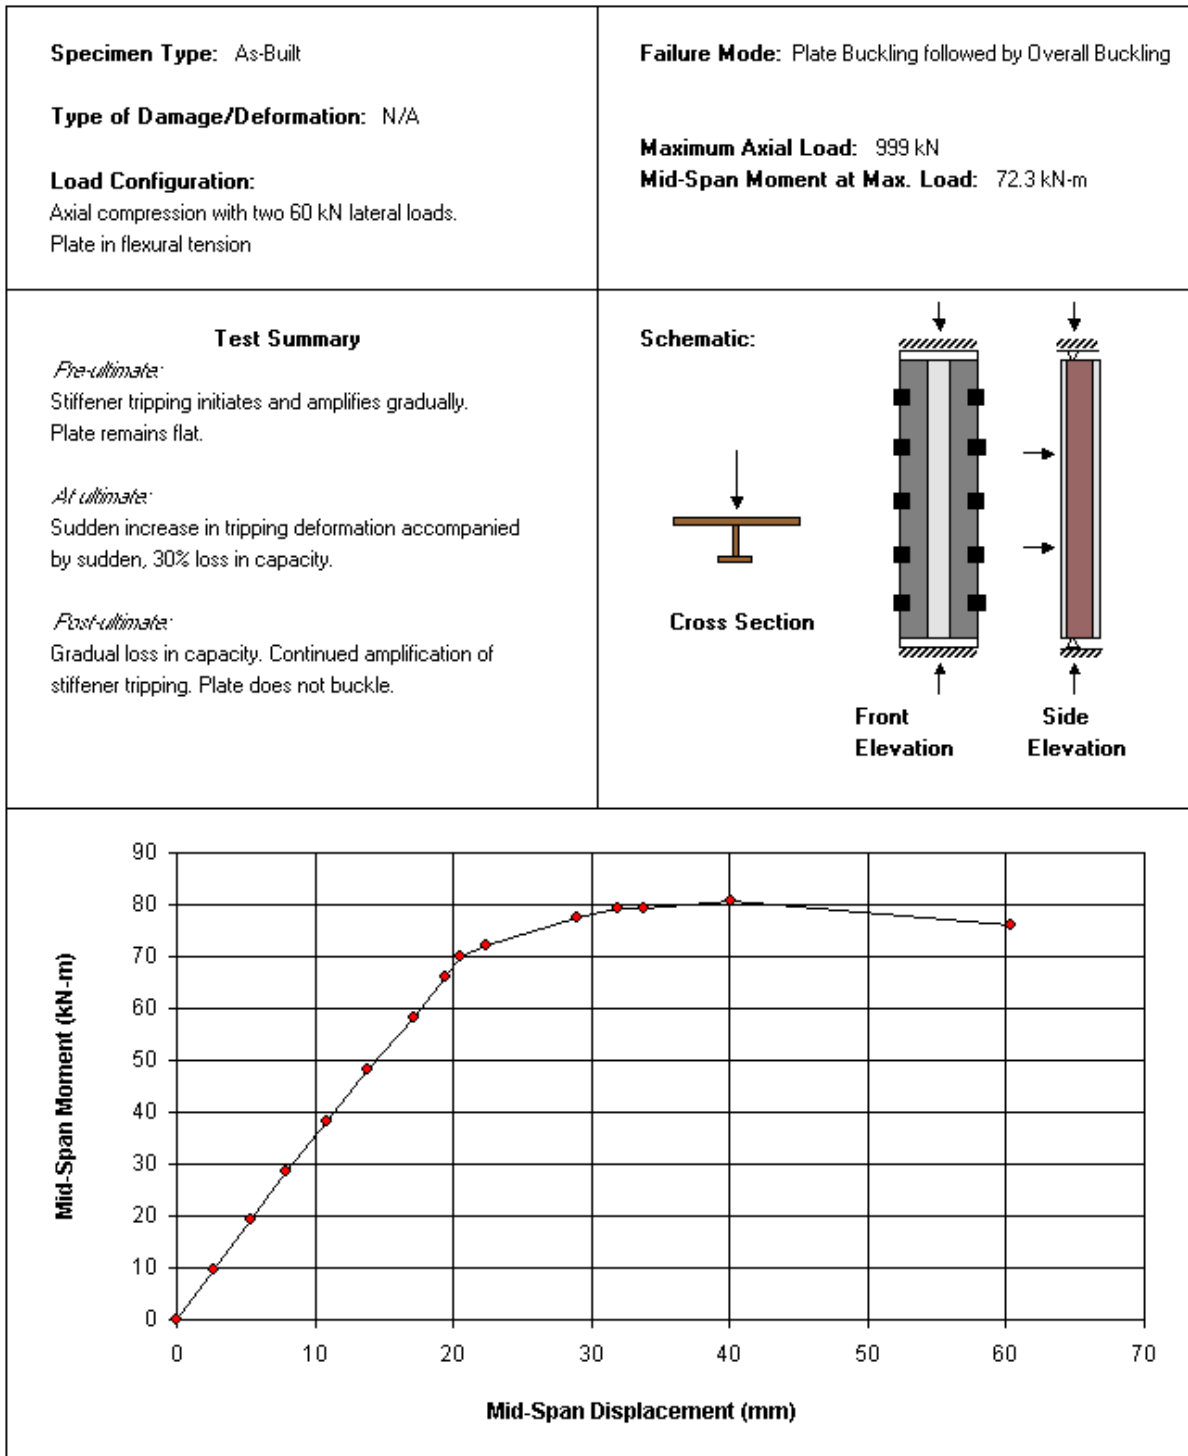 Specimen Type: As-Built
Type of Damage/Deformation: N/A
Load Configuration:
Axial compression with two 60 kN lateral loads.
Plate in flexural tension
Failure Mode: Plate Buckling followed by Overall Buckling
Maximum Axial Load: 999 kN
Mid-Span Moment at Max. Load: 72.3 kN-m
Test Summary
Pre-ultimate:
Stiffener tripping initiates and amplifies gradually.
Plate remains flat.
At ultimate:
Sudden increase in tripping deformation accompanied
by sudden, 30% loss in capacity.
Post-ultimate:
Gradual loss in capacity. Continued amplification of
stiffener tripping. Plate does not buckle.
Schematic:
Cross Section
Front
Elevation
Side
Elevation
90
80
70
60
50
40
30
20
10
0
Mid-Span Moment (kN-m)
0 10 20 30 40 50 60 70
Mid-Span Displacement (mm)